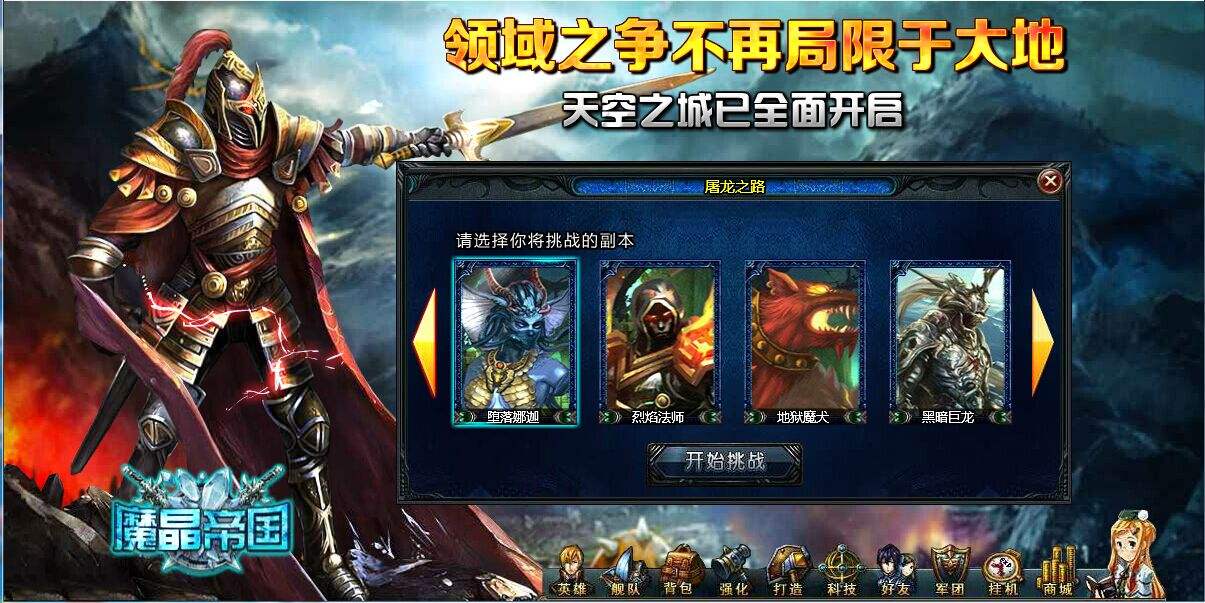 领域之争不再局限于大地
天空之城已全面开启
屠龙之路
请选择你将挑战的副本
堕落娜迦 烈焰法师 地狱魔犬 黑暗巨龙
开始挑战
魔晶帝国
英雄 舰队 背包 强化 打造 科技 好友 军团 挂机 商城